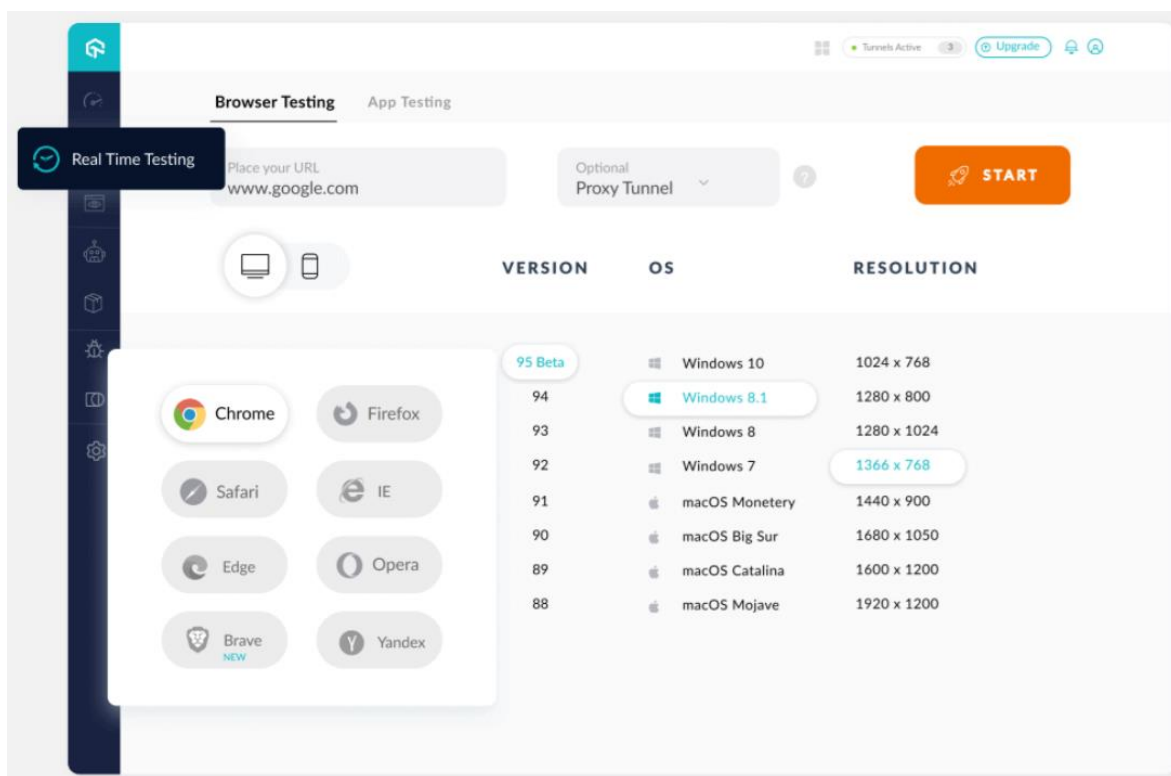 Tunnels Active 3 Upgrade
Browser Testing App Testing
Real Time Testing
Place your URL
www.google.com
Optional
Proxy Tunnel
?
START
VERSION OS RESOLUTION
95 Beta Windows 10 1024 x 768
94 Windows 8.1 1280 x 800
93 Windows 8 1280 x 1024
92 Windows 7 1366 x 768
91 macOS Monetery 1440 x 900
90 macOS Big Sur 1680 x 1050
89 macOS Catalina 1600 x 1200
88 macOS Mojave 1920 x 1200
Chrome Firefox
Safari IE
Edge Opera
Brave Yandex
NEW